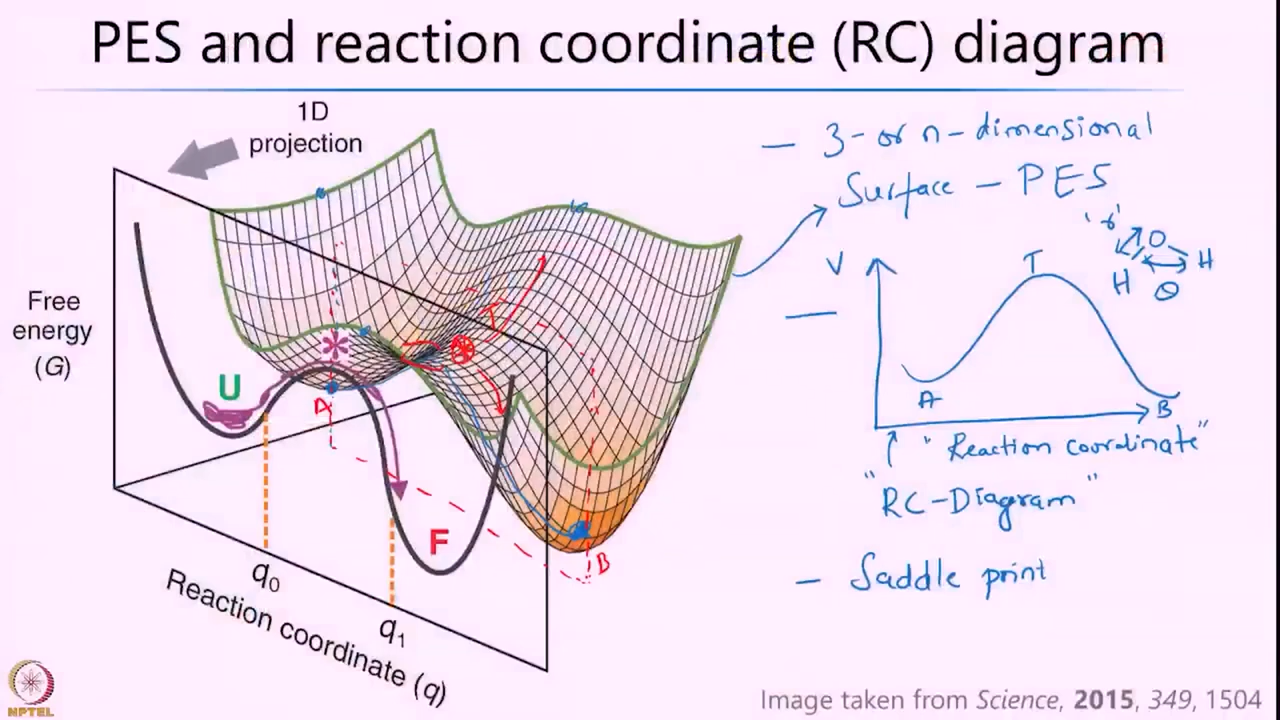 PES and reaction coordinate (RC) diagram
1D
projection
Free
energy
(G)
U
*
F
A
T
B
q0
q1
Reaction coordinate (q)
— 3- or n-dimensional
Surface - PES
'r'
O
H
H
θ
V
T
A
B
"Reaction coordinate"
"RC-Diagram"
- Saddle print
Image taken from Science, 2015, 349, 1504
NPTEL